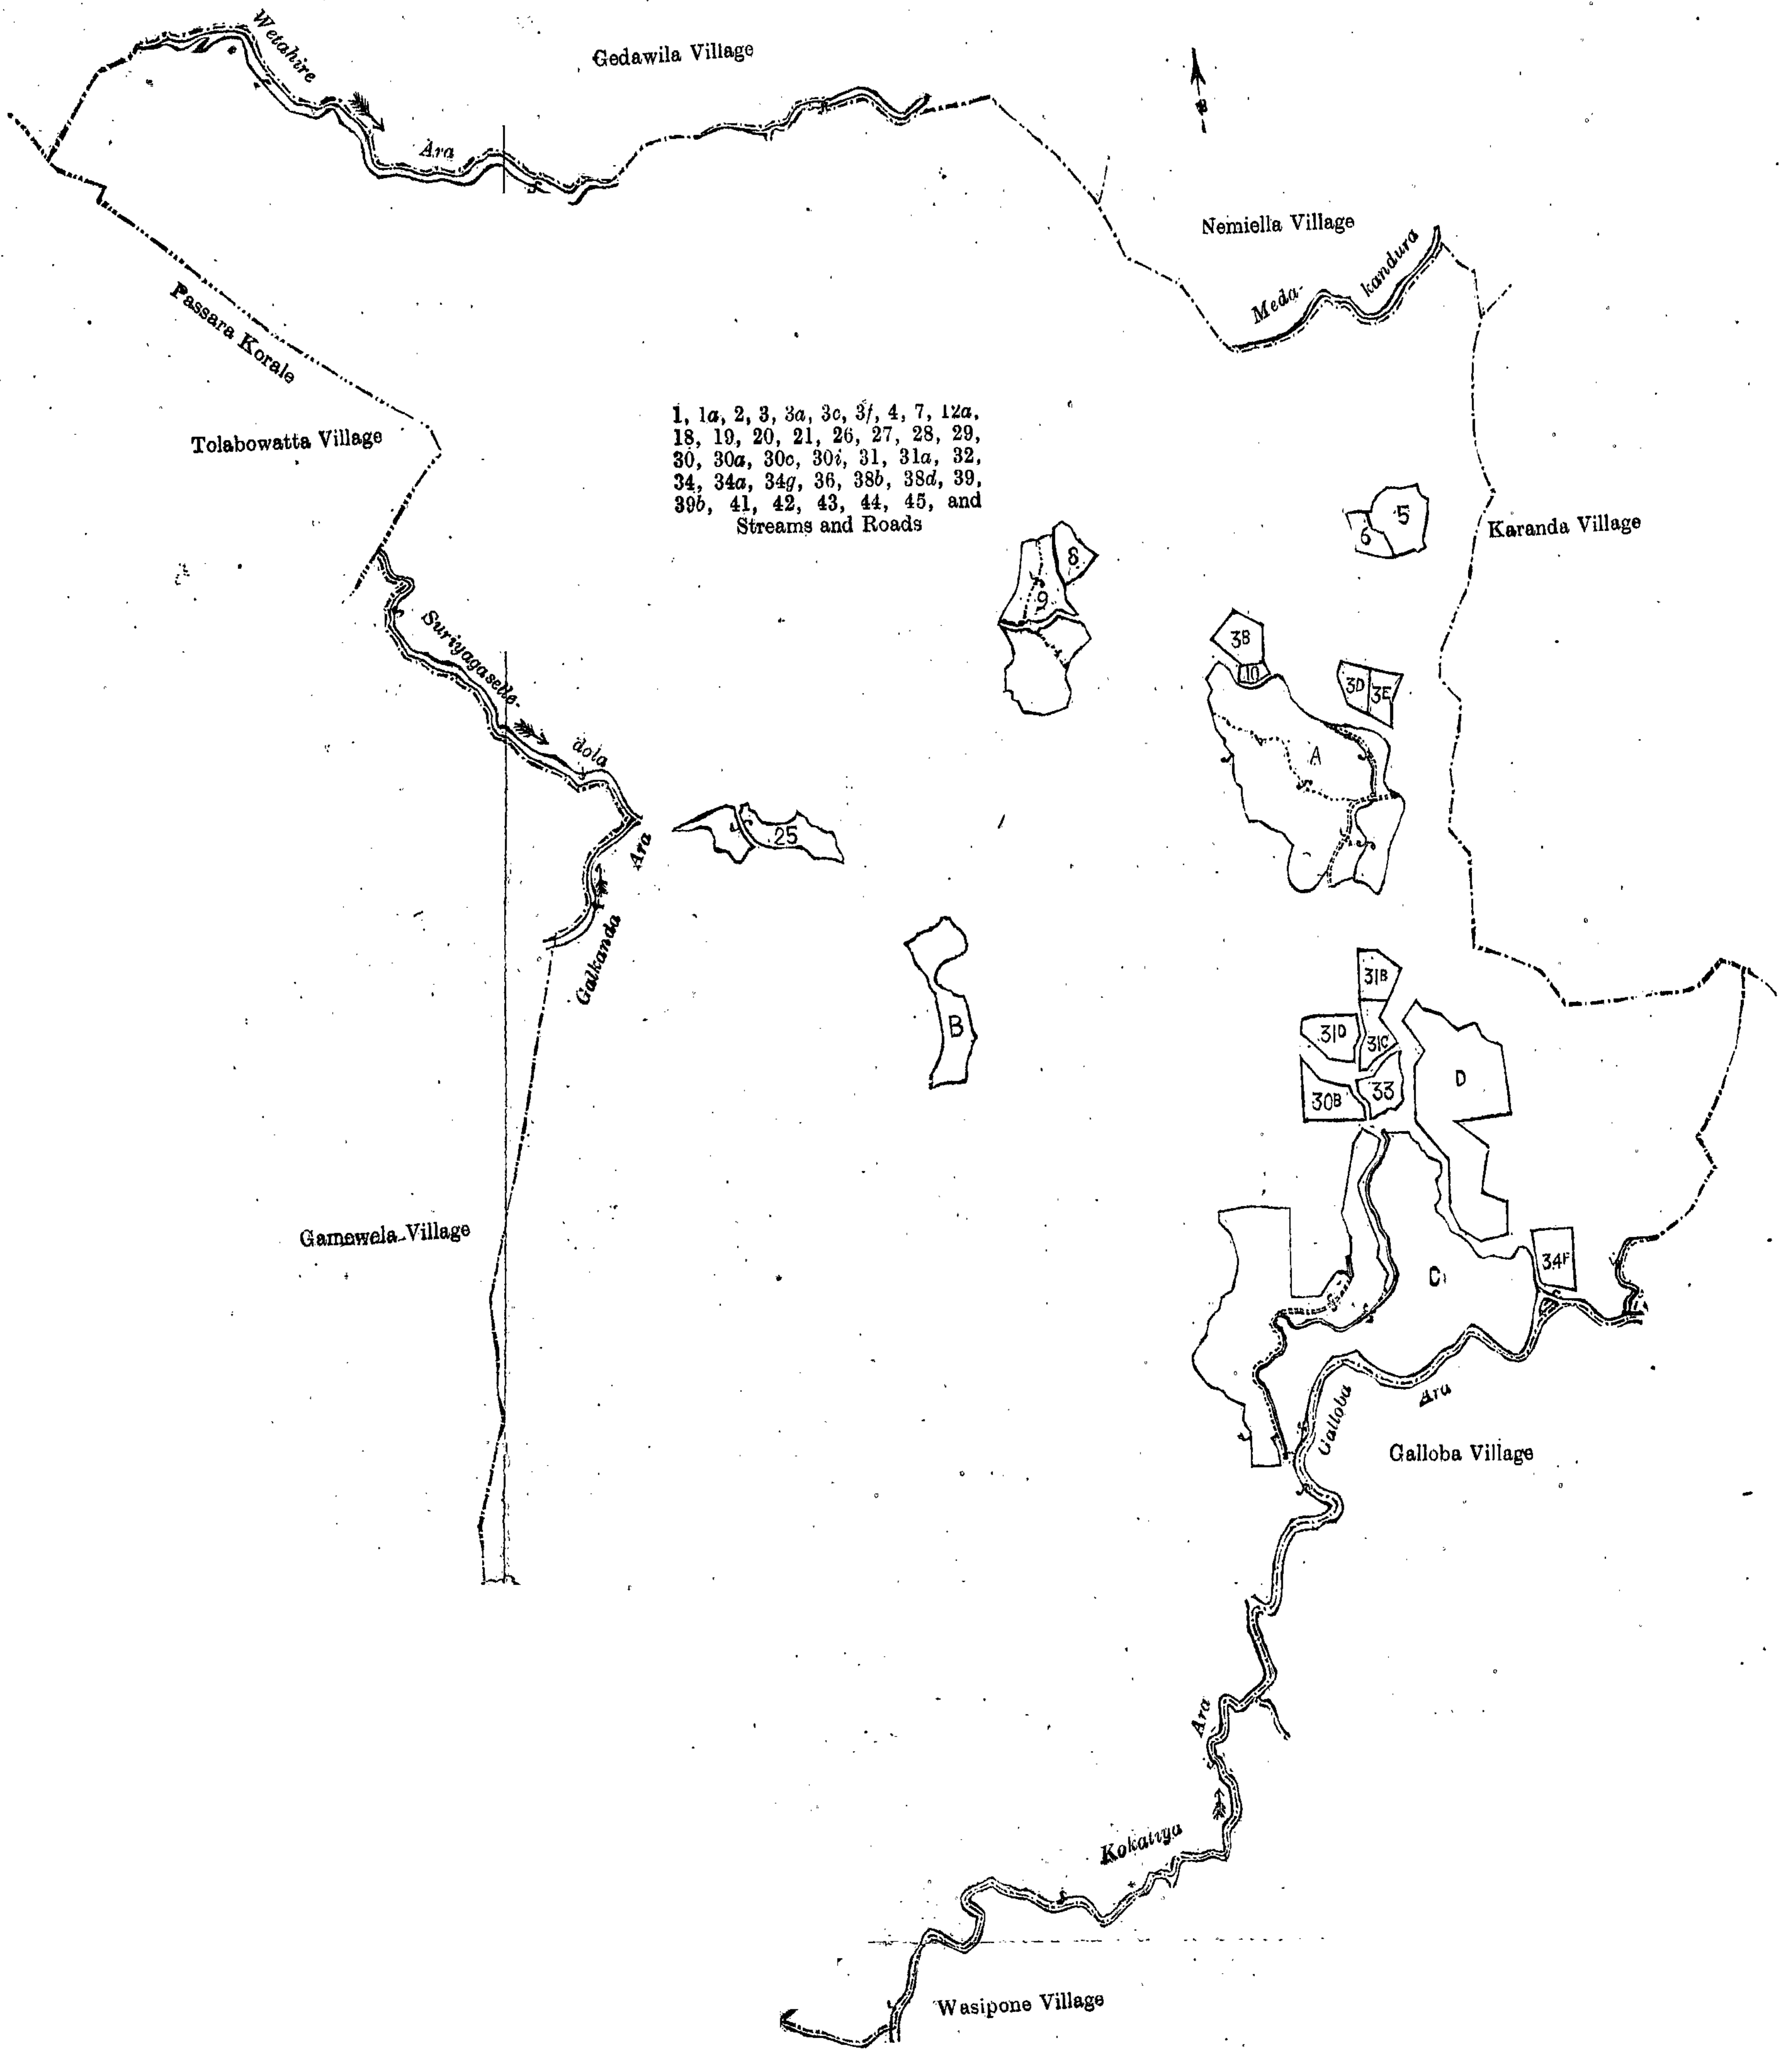 Wetahire
Ara
Gedawila Village
Nemiella Village
Meda-
kandura
Passara Korale
Tolabowatta Village
1, 1a, 2, 3, 3a, 3c, 3f, 4, 7, 12a,
18, 19, 20, 21, 26, 27, 28, 29,
30, 30a, 30c, 30i, 31, 31a, 32,
34, 34a, 34g, 36, 38b, 38d, 39,
39b, 41, 42, 43, 44, 45, and
Streams and Roads
5
6
Karanda Village
8
9
3B
10
3D
3E
A
Suriyagaselle-
dola
25
Ara
Galkanda
B
31B
31D
31C
D
30B
33
Gamewela Village
34F
C
Galloba
Ara
Galloba Village
Ara
Kokatiya
Wasipone Village